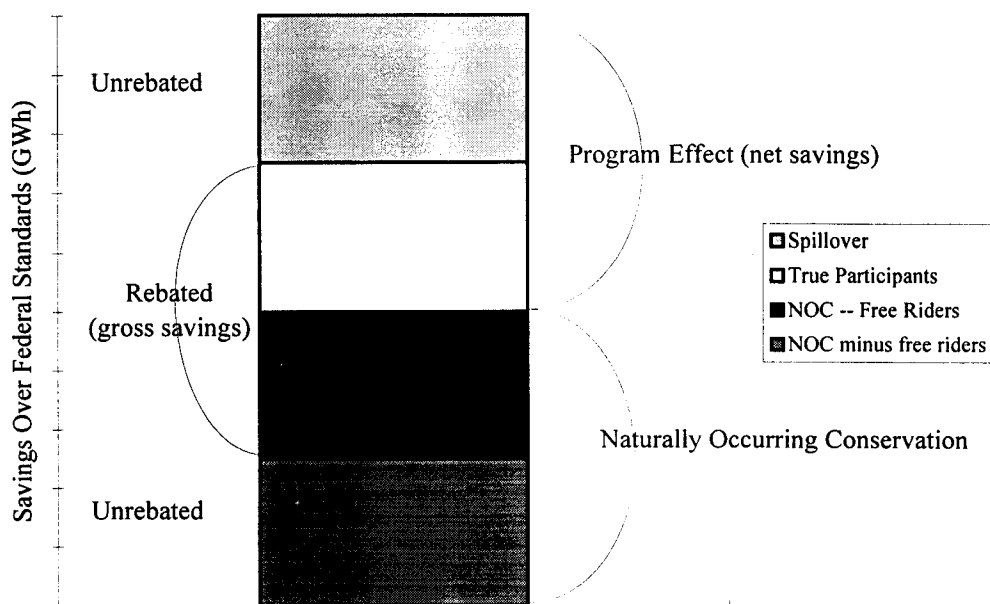 Savings Over Federal Standards (GWh)
Unrebated
Program Effect (net savings)
Spillover
True Participants
Rebated
(gross savings)
NOC -- Free Riders
NOC minus free riders
Naturally Occurring Conservation
Unrebated